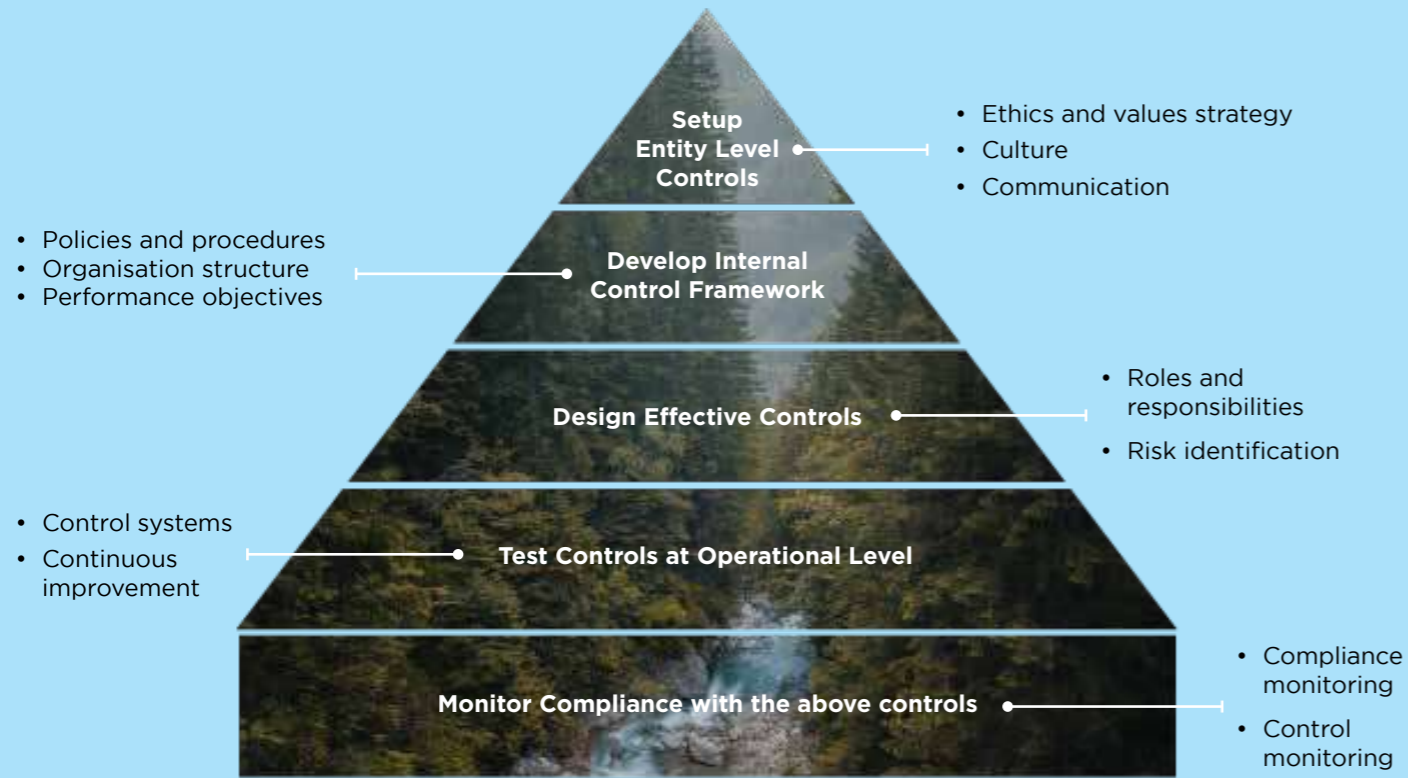 Setup
Entity Level
Controls
• Ethics and values strategy
• Culture
• Communication
• Policies and procedures
• Organisation structure
• Performance objectives
Develop Internal
Control Framework
Design Effective Controls
• Roles and
responsibilities
• Risk identification
• Control systems
• Continuous
improvement
Test Controls at Operational Level
Monitor Compliance with the above controls
• Compliance
monitoring
• Control
monitoring